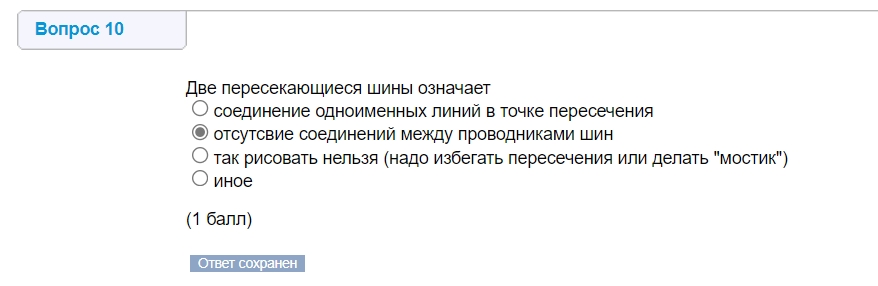 Вопрос 10
Две пересекающиеся шины означает
соединение одноименных линий в точке пересечения
отсутсвие соединений между проводниками шин
так рисовать нельзя (надо избегать пересечения или делать "мостик")
иное
(1 балл)
Ответ сохранен